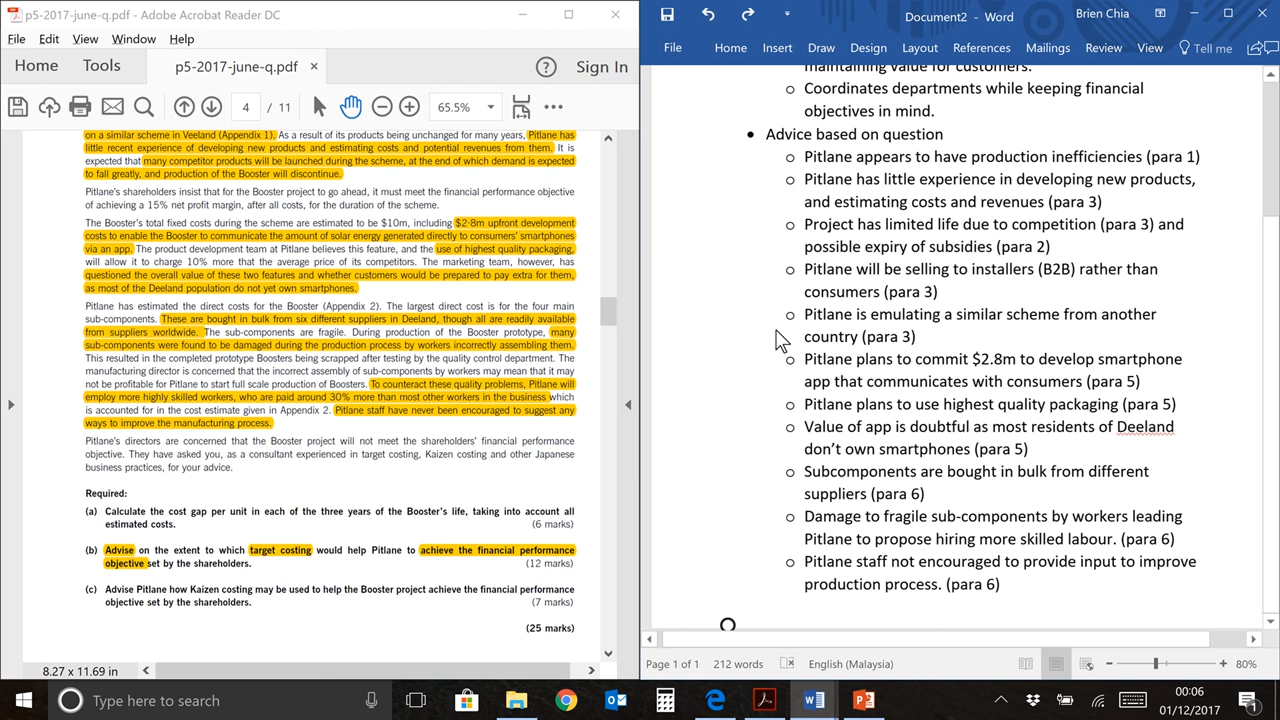 p5-2017-june-q.pdf - Adobe Acrobat Reader DC
File Edit View Window Help
Home Tools p5-2017-june-q.pdf × ? Sign In
4 / 11 65.5%
on a similar scheme in Veeland (Appendix 1). As a result of its products being unchanged for many years, Pitlane has
little recent experience of developing new products and estimating costs and potential revenues from them. It is
expected that many competitor products will be launched during the scheme, at the end of which demand is expected
to fall greatly, and production of the Booster will discontinue.
Pitlane's shareholders insist that for the Booster project to go ahead, it must meet the financial performance objective
of achieving a 15% net profit margin, after all costs, for the duration of the scheme.
The Booster's total fixed costs during the scheme are estimated to be $10m, including $2·8m upfront development
costs to enable the Booster to communicate the amount of solar energy generated directly to consumers' smartphones
via an app. The product development team at Pitlane believes this feature, and the use of highest quality packaging,
will allow it to charge 10% more that the average price of its competitors. The marketing team, however, has
questioned the overall value of these two features and whether customers would be prepared to pay extra for them,
as most of the Deeland population do not yet own smartphones.
Pitlane has estimated the direct costs for the Booster (Appendix 2). The largest direct cost is for the four main
sub-components. These are bought in bulk from six different suppliers in Deeland, though all are readily available
from suppliers worldwide. The sub-components are fragile. During production of the Booster prototype, many
sub-components were found to be damaged during the production process by workers incorrectly assembling them.
This resulted in the completed prototype Boosters being scrapped after testing by the quality control department. The
manufacturing director is concerned that the incorrect assembly of sub-components by workers may mean that it may
not be profitable for Pitlane to start full scale production of Boosters. To counteract these quality problems, Pitlane will
employ more highly skilled workers, who are paid around 30% more than most other workers in the business which
is accounted for in the cost estimate given in Appendix 2. Pitlane staff have never been encouraged to suggest any
ways to improve the manufacturing process.
Pitlane's directors are concerned that the Booster project will not meet the shareholders' financial performance
objective. They have asked you, as a consultant experienced in target costing, Kaizen costing and other Japanese
business practices, for your advice.
Required:
(a) Calculate the cost gap per unit in each of the three years of the Booster's life, taking into account all
estimated costs. (6 marks)
(b) Advise on the extent to which target costing would help Pitlane to achieve the financial performance
objective set by the shareholders. (12 marks)
(c) Advise Pitlane how Kaizen costing may be used to help the Booster project achieve the financial performance
objective set by the shareholders. (7 marks)
(25 marks)
8.27 x 11.69 in
Document2 - Word Brien Chia
File Home Insert Draw Design Layout References Mailings Review View Tell me
maintaining value for customers.
o Coordinates departments while keeping financial
objectives in mind.
• Advice based on question
o Pitlane appears to have production inefficiencies (para 1)
o Pitlane has little experience in developing new products,
and estimating costs and revenues (para 3)
o Project has limited life due to competition (para 3) and
possible expiry of subsidies (para 2)
o Pitlane will be selling to installers (B2B) rather than
consumers (para 3)
o Pitlane is emulating a similar scheme from another
country (para 3)
o Pitlane plans to commit $2.8m to develop smartphone
app that communicates with consumers (para 5)
o Pitlane plans to use highest quality packaging (para 5)
o Value of app is doubtful as most residents of Deeland
don't own smartphones (para 5)
o Subcomponents are bought in bulk from different
suppliers (para 6)
o Damage to fragile sub-components by workers leading
Pitlane to propose hiring more skilled labour. (para 6)
o Pitlane staff not encouraged to provide input to improve
production process. (para 6)
o
Page 1 of 1 212 words English (Malaysia) 80%
Type here to search
00:06
01/12/2017
1